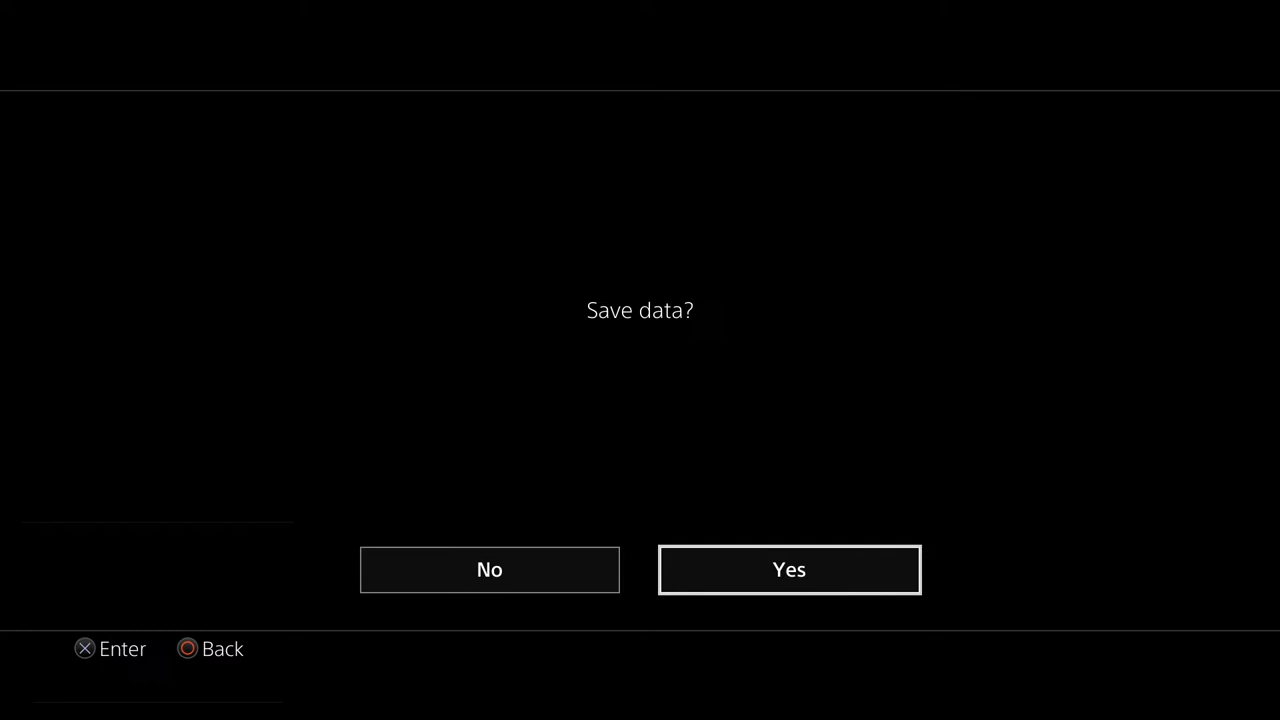 Save data?
No
Yes
Enter
Back